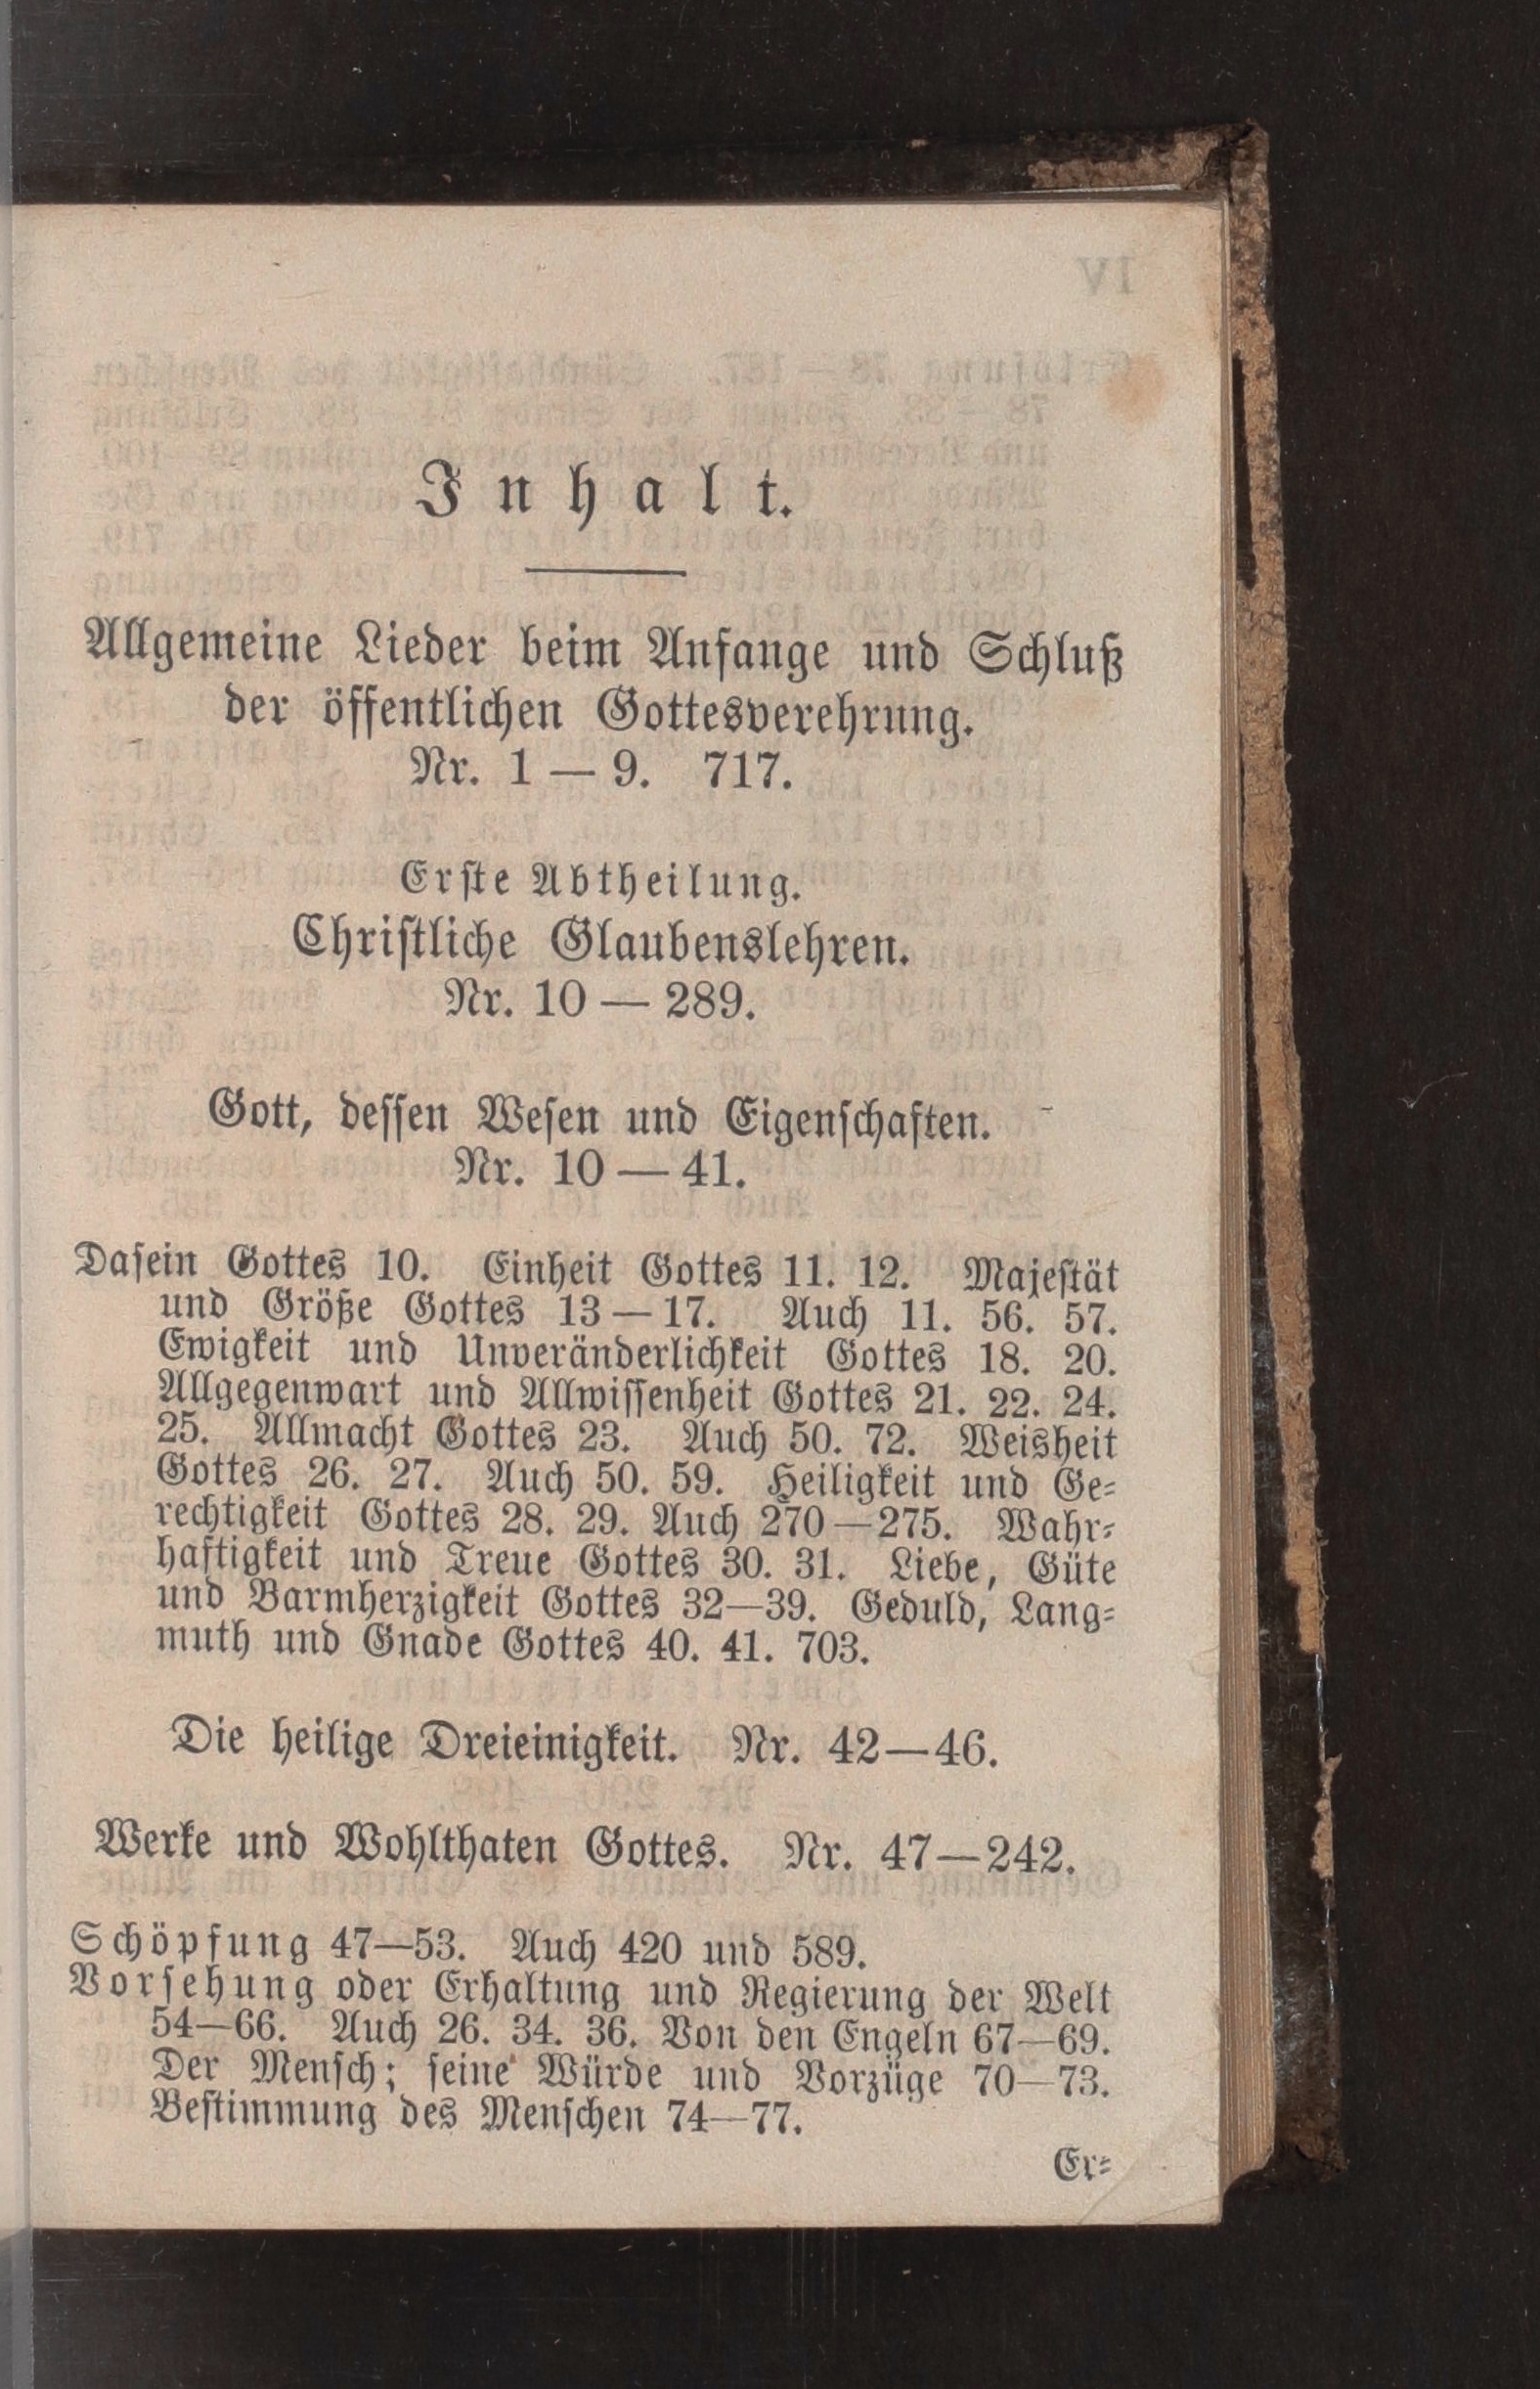 Inhalt.
Allgemeine Lieder beim Anfange und Schluß
der öffentlichen Gottesverehrung.
Nr. 1 — 9. 717.
Erste Abtheilung.
Christliche Glaubenslehren.
Nr. 10 — 289.
Gott, dessen Wesen und Eigenschaften.
Nr. 10 — 41.
Dasein Gottes 10. Einheit Gottes 11. 12. Majestät
und Größe Gottes 13 — 17. Auch 11. 56. 57.
Ewigkeit und Unveränderlichkeit Gottes 18. 20.
Allgegenwart und Allwissenheit Gottes 21. 22. 24.
25. Allmacht Gottes 23. Auch 50. 72. Weisheit
Gottes 26. 27. Auch 50. 59. Heiligkeit und Ge-
rechtigkeit Gottes 28. 29. Auch 270 — 275. Wahr-
haftigkeit und Treue Gottes 30. 31. Liebe, Güte
und Barmherzigkeit Gottes 32—39. Geduld, Lang-
muth und Gnade Gottes 40. 41. 703.
Die heilige Dreieinigkeit. Nr. 42—46.
Werke und Wohlthaten Gottes. Nr. 47—242.
Schöpfung 47—53. Auch 420 und 589.
Vorsehung oder Erhaltung und Regierung der Welt
54—66. Auch 26. 34. 36. Von den Engeln 67—69.
Der Mensch; seine Würde und Vorzüge 70—73.
Bestimmung des Menschen 74—77.
Er-